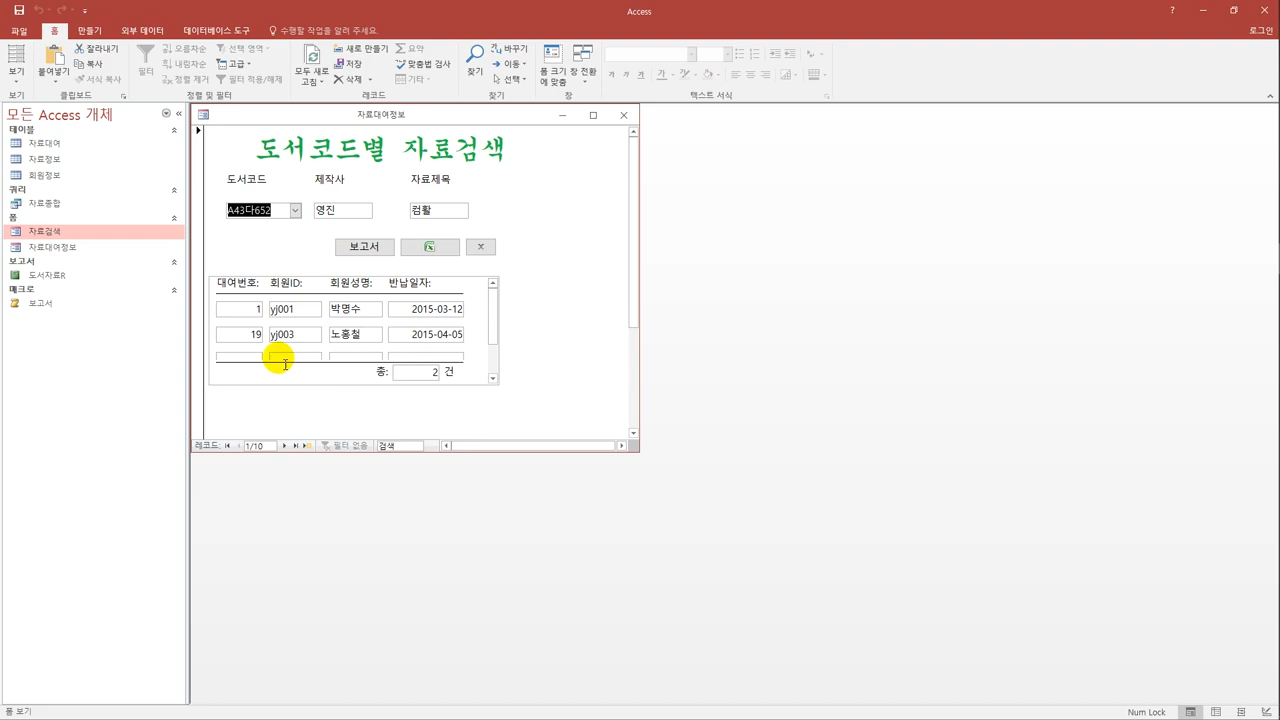 Access
?
파일 홈 만들기 외부 데이터 데이터베이스 도구 수행할 작업을 알려 주세요. 로그인
보기
붙여넣기
잘라내기
복사
서식 복사
필터
오름차순
내림차순
정렬 제거
선택 영역
고급
필터 적용/해제
모두 새로 고침
새로 만들기
저장
삭제
요약
맞춤법 검사
기타
찾기
바꾸기
이동
선택
폼 크기에 맞춤
창 전환
가 가 가
보기 클립보드 정렬 및 필터 레코드 찾기 창 텍스트 서식
모든 Access 개체
테이블
자료대여
자료정보
회원정보
쿼리
자료종합
폼
자료검색
자료대여정보
보고서
도서자료R
매크로
보고서
자료대여정보
도서코드별 자료검색
도서코드 제작사 자료제목
A43다652 영진 컴활
보고서
대여번호: 회원ID: 회원성명: 반납일자:
1 yj001 박명수 2015-03-12
19 yj003 노홍철 2015-04-05
총: 2 건
레코드: 1/10 필터 없음 검색
폼 보기 Num Lock